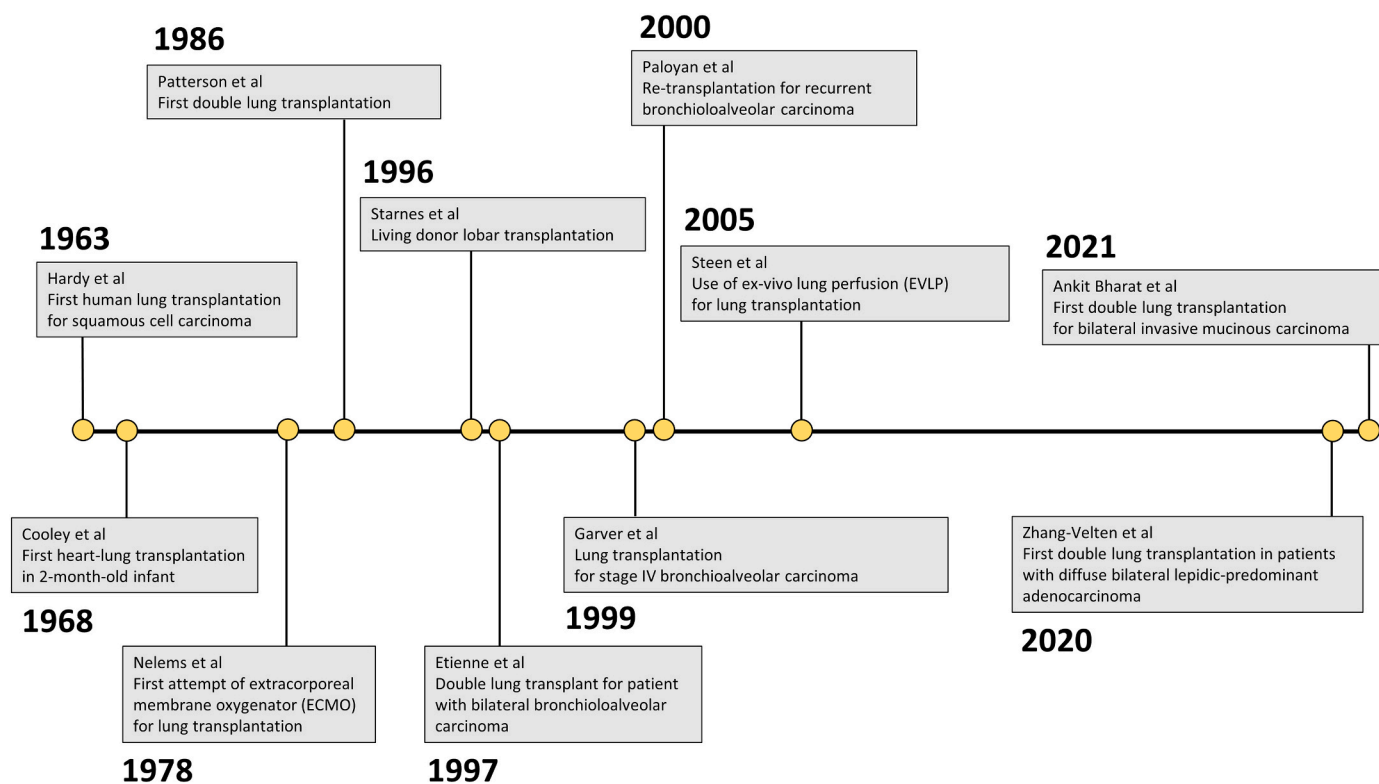 1986
Patterson et al
First double lung transplantation
2000
Paloyan et al
Re-transplantation for recurrent
bronchioloalveolar carcinoma
1996
Starnes et al
Living donor lobar transplantation
1963
Hardy et al
First human lung transplantation
for squamous cell carcinoma
2005
Steen et al
Use of ex-vivo lung perfusion (EVLP)
for lung transplantation
2021
Ankit Bharat et al
First double lung transplantation
for bilateral invasive mucinous carcinoma
Cooley et al
First heart-lung transplantation
in 2-month-old infant
1968
Nelems et al
First attempt of extracorporeal
membrane oxygenator (ECMO)
for lung transplantation
1978
Etienne et al
Double lung transplant for patient
with bilateral bronchioloalveolar
carcinoma
1997
Garver et al
Lung transplantation
for stage IV bronchioalveolar carcinoma
1999
Zhang-Velten et al
First double lung transplantation in patients
with diffuse bilateral lepidic-predominant
adenocarcinoma
2020